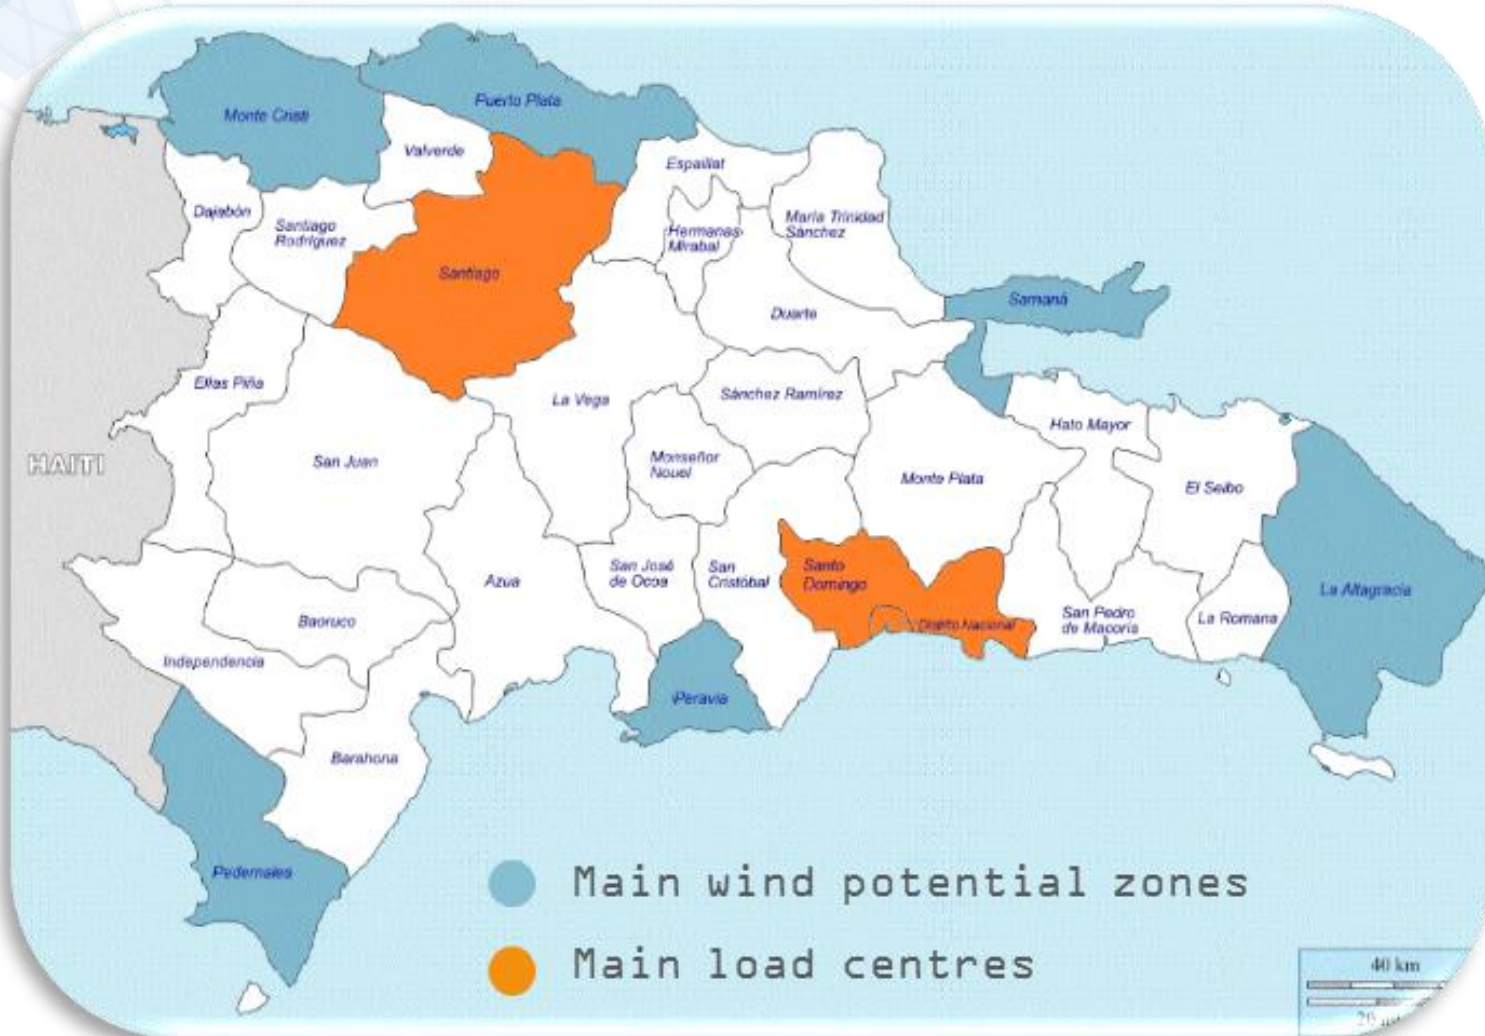 Monte Cristi
Puerto Plata
Valverde
Espaillat
Dajabón
Santiago
Rodríguez
Hermanas
Mirabal
María Trinidad
Sánchez
Santiago
Samaná
Duarte
Elías Piña
La Vega
Sánchez Ramírez
Hato Mayor
HAITI
San Juan
Monseñor
Nouel
Monte Plata
El Seibo
Azua
San José
de Ocoa
San
Cristóbal
Santo
Domingo
La Altagracia
Baoruco
Distrito Nacional
San Pedro
de Macorís
La Romana
Independencia
Peravia
Barahona
Pedernales
Main wind potential zones
Main load centres
40 km